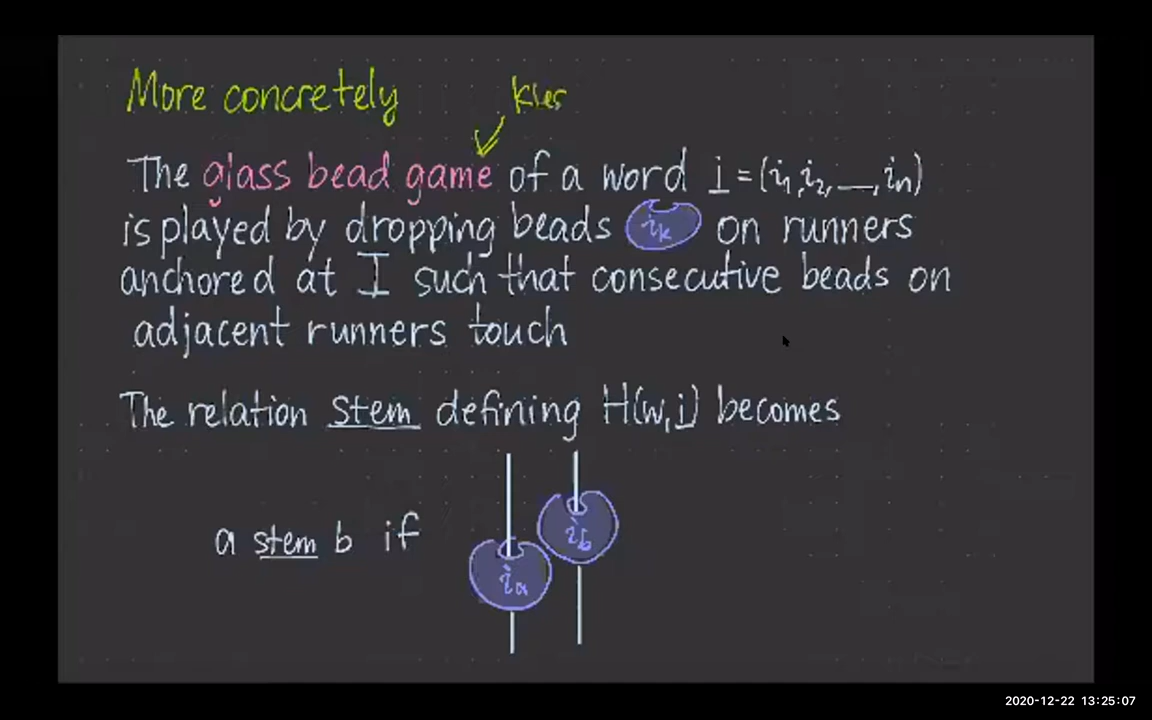 More concretely
The glass bead game of a word i = (i1, i2, —, in)
is played by dropping beads ik on runners
anchored at I such that consecutive beads on
adjacent runners touch
The relation stem defining H(w,i) becomes
a stem b if
ia
ib
2020-12-22 13:25:07